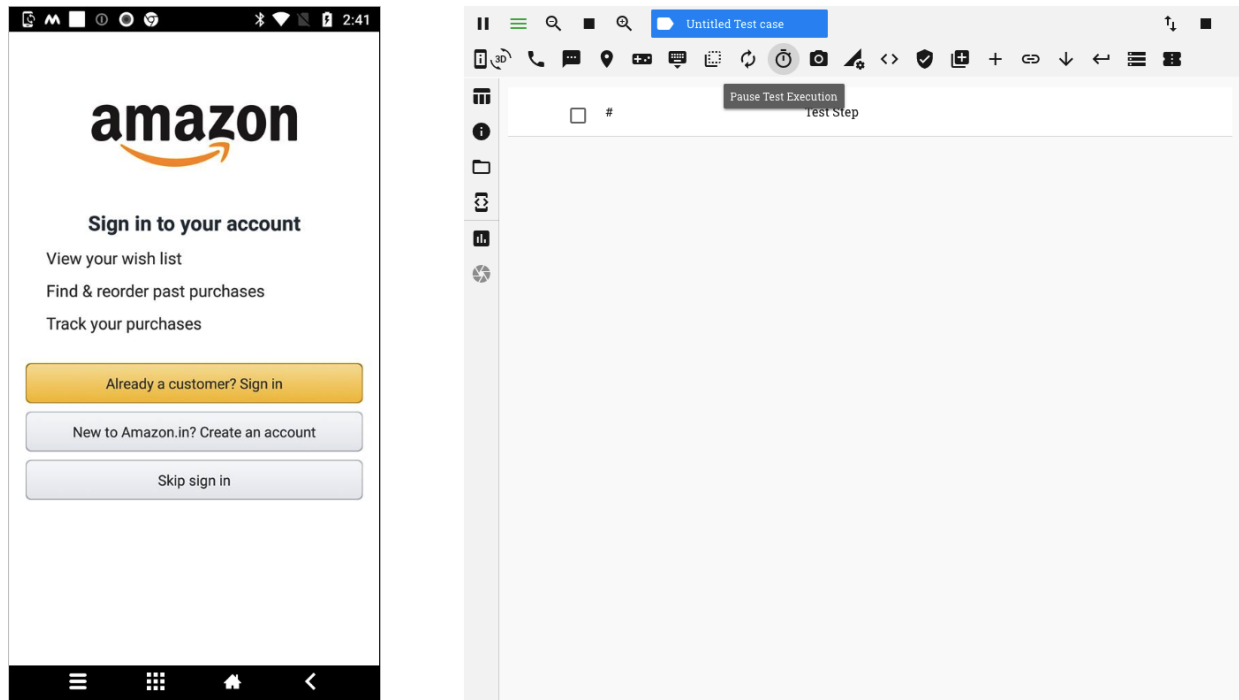 2:41
amazon
Sign in to your account
View your wish list
Find & reorder past purchases
Track your purchases
Already a customer? Sign in
New to Amazon.in? Create an account
Skip sign in
Untitled Test case
3D
Pause Test Execution
# Test Step